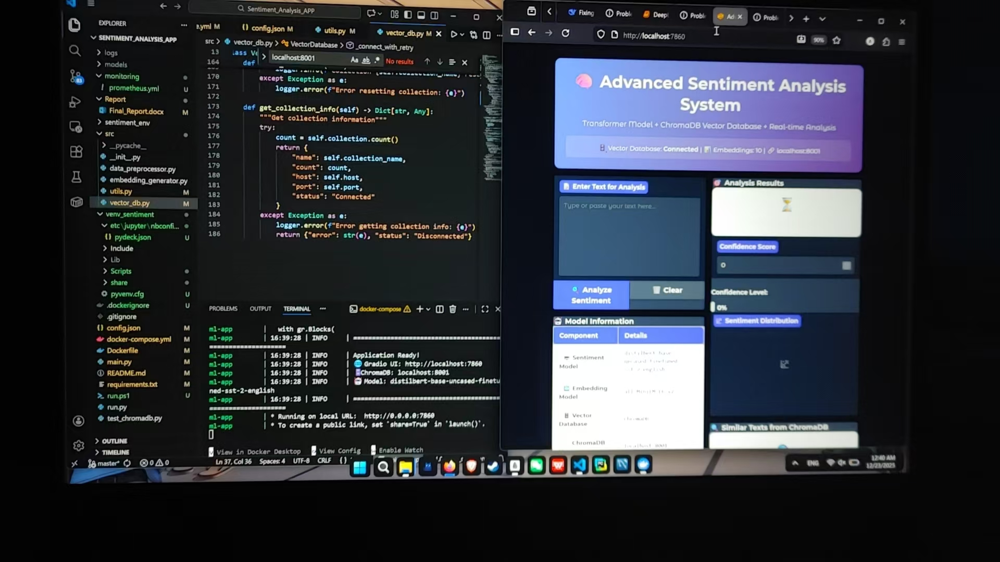 Sentiment_Analysis_APP
EXPLORER
SENTIMENT_ANALYSIS_APP
logs
models
monitoring
prometheus.yml U
Report
Final_Report.docx M
sentiment_env
src
__pycache__
__init__.py
data_preprocessor.py
embedding_generator.py
utils.py M
vector_db.py M
venv_sentiment
etc\jupyter\nbconfi...
pydeck.json U
Include
Lib
Scripts
share
pyvenv.cfg U
.dockerignore U
.gitignore
config.json M
docker-compose.yml M
Dockerfile M
main.py M
README.md M
requirements.txt M
run.ps1 U
run.py
test_chromadb.py
OUTLINE
TIMELINE
master*
0 0
e.yml M
config.json M
utils.py M
vector_db.py M
src > vector_db.py > VectorDatabase > _connect_with_retry
localhost:8001
Aa ab .* No results
13
164 def
170 except Exception as e:
171 logger.error(f"Error resetting collection: {e}")
172
173 def get_collection_info(self) -> Dict[str, Any]:
174 """Get collection information"""
175 try:
176 count = self.collection.count()
177 return {
178 "name": self.collection_name,
179 "count": count,
180 "host": self.host,
181 "port": self.port,
182 "status": "Connected"
183 }
184 except Exception as e:
185 logger.error(f"Error getting collection info: {e}")
186 return {"error": str(e), "status": "Disconnected"}
PROBLEMS
OUTPUT
TERMINAL
docker-compose
ml-app | with gr.Blocks(
ml-app | 16:39:28 | INFO | ==================================
====================
ml-app | 16:39:28 | INFO | Application Ready!
ml-app | 16:39:28 | INFO | Gradio UI: http://localhost:7860
ml-app | 16:39:28 | INFO | ChromaDB: localhost:8001
ml-app | 16:39:28 | INFO | Model: distilbert-base-uncased-finetu
ned-sst-2-english
ml-app | 16:39:28 | INFO | ==================================
====================
ml-app | * Running on local URL: http://0.0.0.0:7860
ml-app | * To create a public link, set `share=True` in `launch()`.
View in Docker Desktop
View Config
Enable Watch
Ln 37, Col 36
Spaces: 4
UTF-8
CRLF
{ }
Fixing
Proble
Deepl
Proble
Ad
Proble
http://localhost:7860
90%
Advanced Sentiment Analysis
System
Transformer Model + ChromaDB Vector Database + Real-time Analysis
Vector Database: Connected | Embeddings: 10 | localhost:8001
Enter Text for Analysis
Type or paste your text here...
Analyze
Sentiment
Clear
Model Information
Component
Details
Sentiment
Model
Embedding
Model
Vector
Database
ChromaDB
localhost:8001
Analysis Results
Confidence Score
0
Confidence Level:
0%
Sentiment Distribution
Similar Texts from ChromaDB
ENG
12:40 AM
12/23/2025